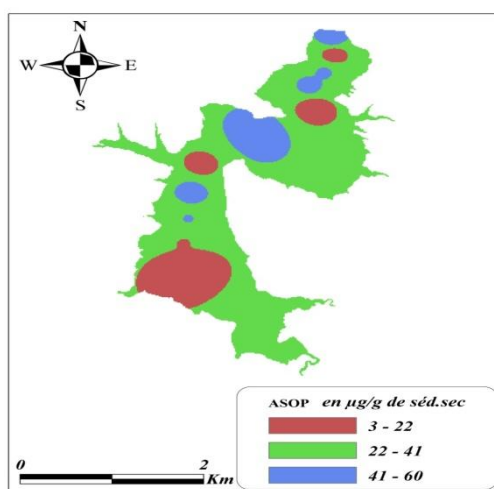 N
W E
S
ASOP en µg/g de séd.sec
3 - 22
22 - 41
41 - 60
0 2
Km